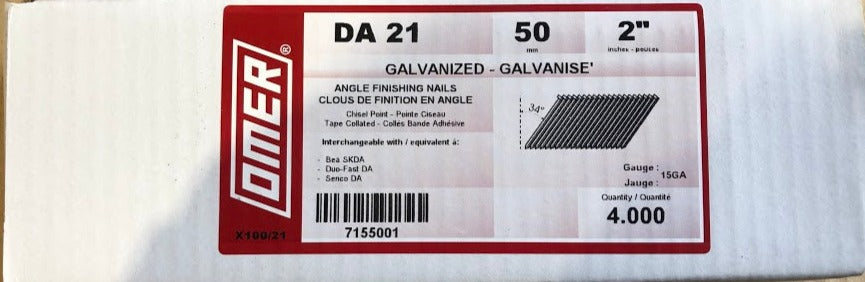 OMER®
X100/21
DA 21
50
mm
2"
inches - pouces
GALVANIZED - GALVANISE'
ANGLE FINISHING NAILS
CLOUS DE FINITION EN ANGLE
Chisel Point - Pointe Ciseau
Tape Collated - Collés Bande Adhésive
Interchangeable with / equivalent à:
- Bea SKDA
- Duo-Fast DA
- Senco DA
7155001
34°
Gauge :
Jauge : 15GA
Quantity / Quantité
4.000